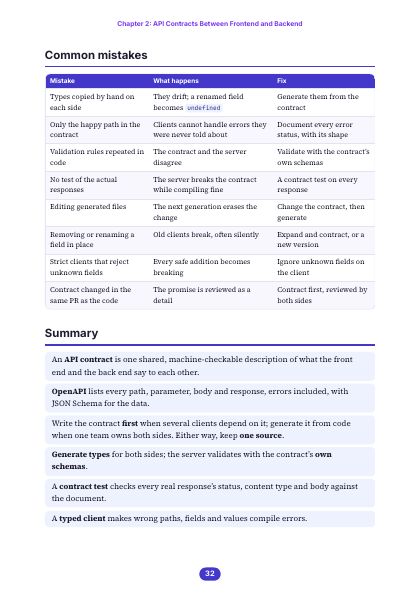 Chapter 2: API Contracts Between Frontend and Backend
Common mistakes
Mistake What happens Fix
Types copied by hand on They drift; a renamed field Generate them from the
each side becomes undefined contract
Only the happy path in the Clients cannot handle errors they Document every error
contract were never told about status, with its shape
Validation rules repeated in The contract and the server Validate with the contract's
code disagree own schemas
No test of the actual The server breaks the contract A contract test on every
responses while compiling fine response
Editing generated files The next generation erases the Change the contract, then
change generate
Removing or renaming a Old clients break, often silently Expand and contract, or a
field in place new version
Strict clients that reject Every safe addition becomes Ignore unknown fields on
unknown fields breaking the client
Contract changed in the The promise is reviewed as a Contract first, reviewed by
same PR as the code detail both sides
Summary
An API contract is one shared, machine-checkable description of what the front
end and the back end say to each other.
OpenAPI lists every path, parameter, body and response, errors included, with
JSON Schema for the data.
Write the contract first when several clients depend on it; generate it from code
when one team owns both sides. Either way, keep one source.
Generate types for both sides; the server validates with the contract's own
schemas.
A contract test checks every real response's status, content type and body against
the document.
A typed client makes wrong paths, fields and values compile errors.
32